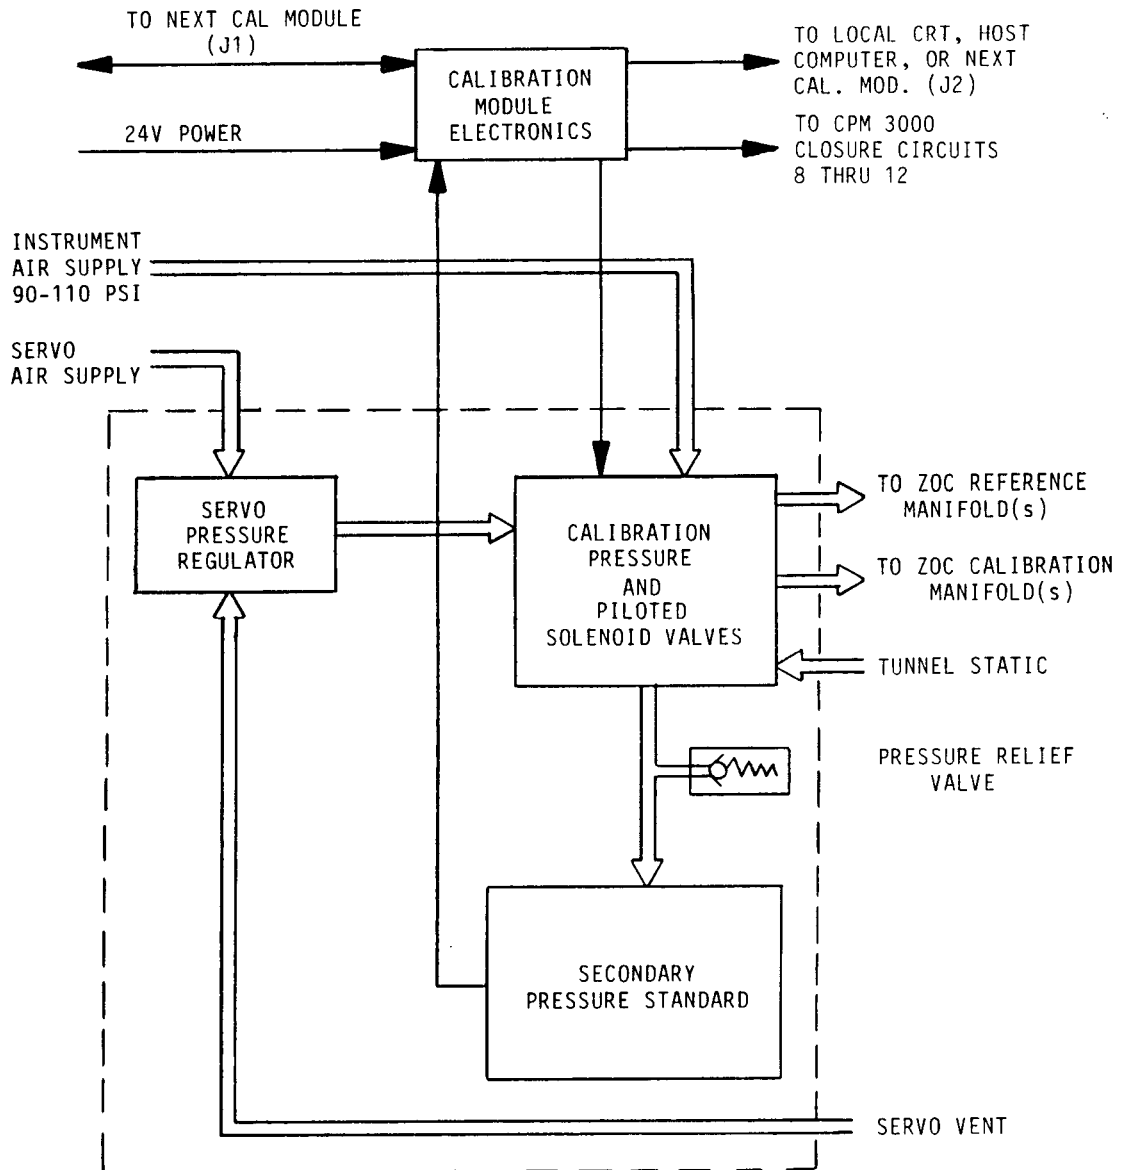 TO NEXT CAL MODULE
(J1)
TO LOCAL CRT, HOST
COMPUTER, OR NEXT
CAL. MOD. (J2)
CALIBRATION
MODULE
ELECTRONICS
24V POWER
TO CPM 3000
CLOSURE CIRCUITS
8 THRU 12
INSTRUMENT
AIR SUPPLY
90-110 PSI
SERVO
AIR SUPPLY
SERVO
PRESSURE
REGULATOR
CALIBRATION
PRESSURE
AND
PILOTED
SOLENOID VALVES
TO ZOC REFERENCE
MANIFOLD(s)
TO ZOC CALIBRATION
MANIFOLD(s)
TUNNEL STATIC
PRESSURE RELIEF
VALVE
SECONDARY
PRESSURE STANDARD
SERVO VENT